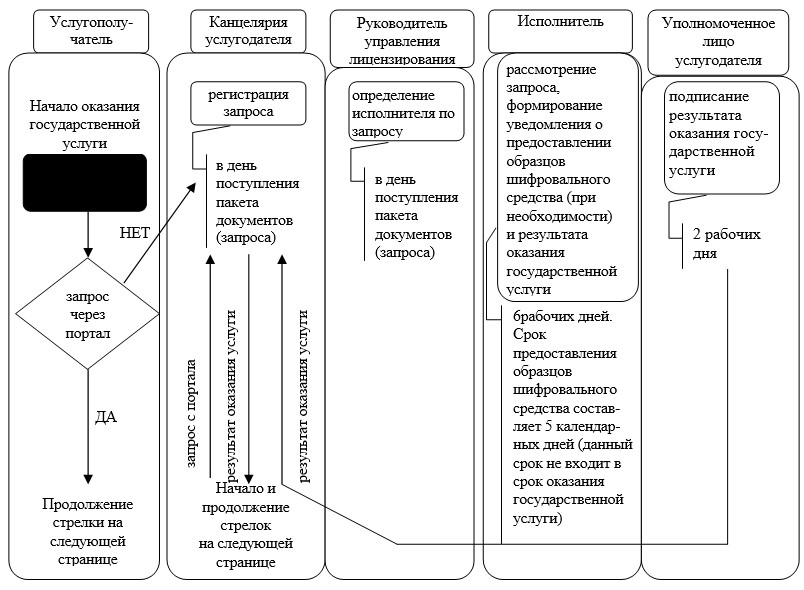 Услугополу-
чатель
Канцелярия
услугодателя
Руководитель
управления
лицензирования
Исполнитель
Уполномоченное
лицо
услугодателя
Начало оказания
государственной
услуги
НЕТ
запрос
через
портал
ДА
Продолжение
стрелки на
следующей
странице
регистрация
запроса
в день
поступления
пакета
документов
(запроса)
запрос с портала
результат оказания услуги
результат оказания услуги
Начало и
продолжение
стрелок
на следующей
странице
определение
исполнителя по
запросу
в день
поступления
пакета
документов
(запроса)
рассмотрение
запроса,
формирование
уведомления о
предоставлении
образцов
шифровального
средства (при
необходимости)
и результата
оказания
государственной
услуги
6рабочих дней.
Срок
предоставления
образцов
шифровального
средства состав-
ляет 5 календар-
ных дней (данный
срок не входит в
срок оказания
государственной
услуги)
подписание
результата
оказания госу-
дарственной
услуги
2 рабочих
дня